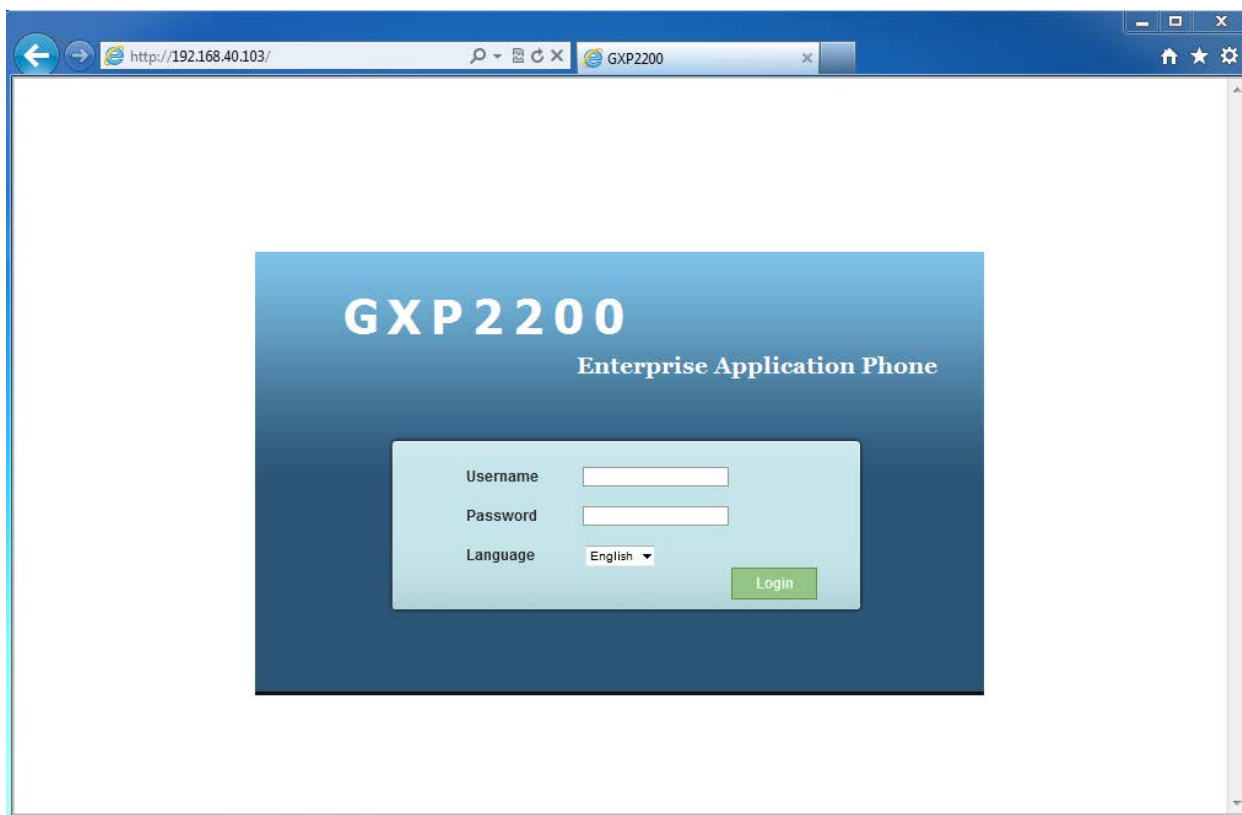 http://192.168.40.103/
GXP2200
GXP2200
Enterprise Application Phone
Username
Password
Language English
Login